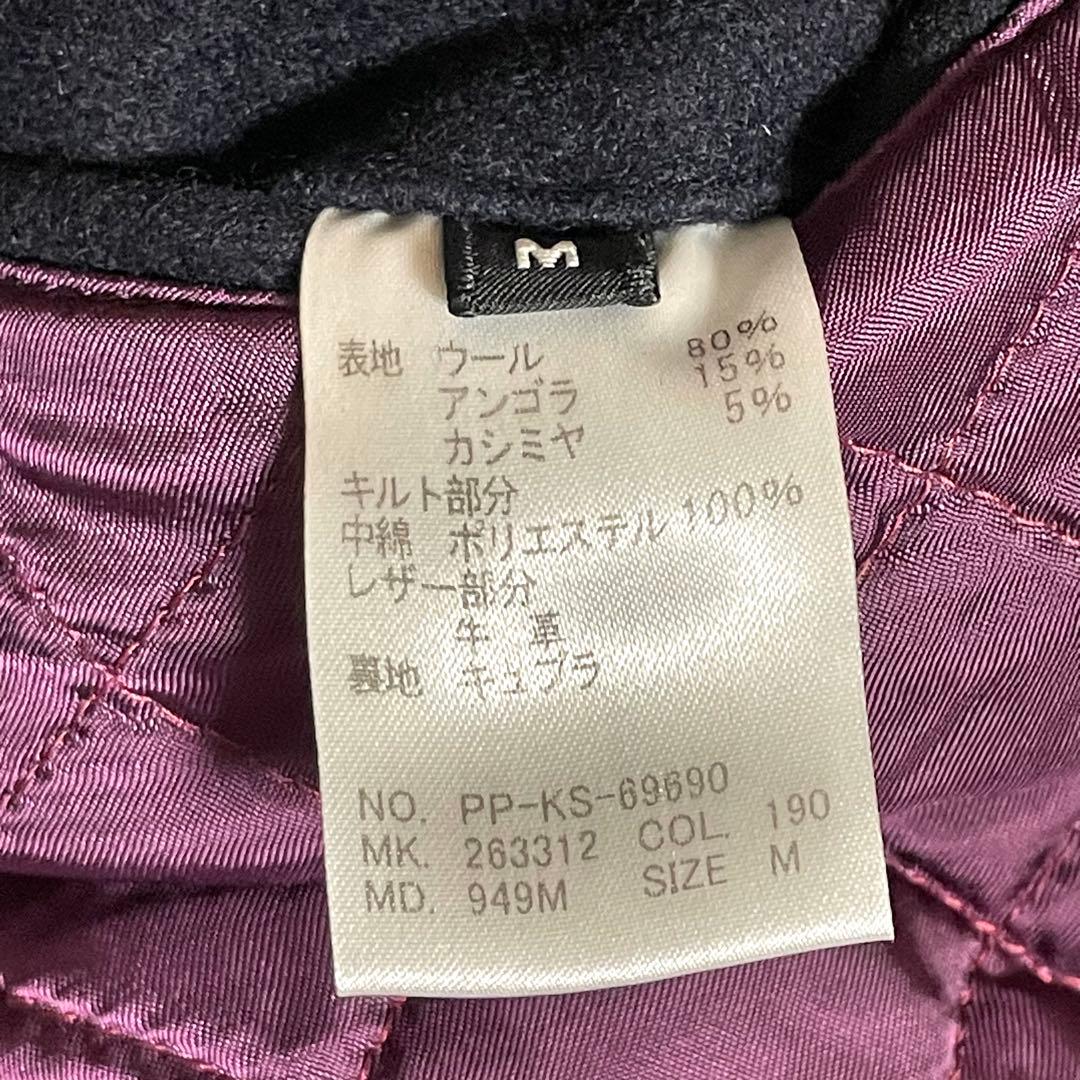 M
表地 ウール 80%
アンゴラ 15%
カシミヤ 5%
キルト部分
中綿 ポリエステル 100%
レザー部分
牛 革
裏地 キュプラ
NO. PP-KS-69690
MK. 263312 COL. 190
MD. 949M SIZE M